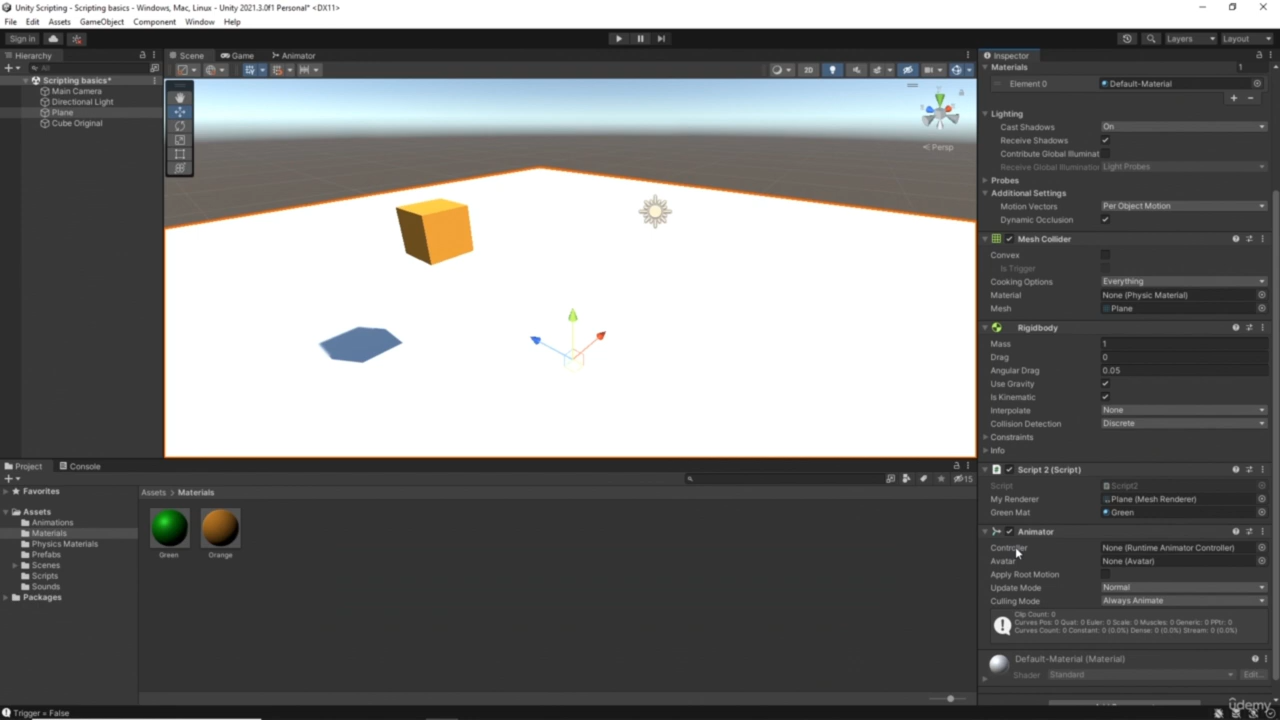 Unity Scripting - Scripting basics - Windows, Mac, Linux - Unity 2021.3.0f1 Personal* <DX11>
File Edit Assets GameObject Component Window Help
Sign in
Layers
Layout
Hierarchy
All
Scripting basics*
Main Camera
Directional Light
Plane
Cube Original
Scene Game Animator
2D
Persp
Project Console
15
Favorites
Assets
Animations
Materials
Physics Materials
Prefabs
Scenes
Scripts
Sounds
Packages
Assets > Materials
Green
Orange
Inspector
Materials 1
Element 0 Default-Material
Lighting
Cast Shadows On
Receive Shadows
Contribute Global Illuminat
Receive Global Illumination Light Probes
Probes
Additional Settings
Motion Vectors Per Object Motion
Dynamic Occlusion
Mesh Collider
Convex
Is Trigger
Cooking Options Everything
Material None (Physic Material)
Mesh Plane
Rigidbody
Mass 1
Drag 0
Angular Drag 0.05
Use Gravity
Is Kinematic
Interpolate None
Collision Detection Discrete
Constraints
Info
Script 2 (Script)
Script Script2
My Renderer Plane (Mesh Renderer)
Green Mat Green
Animator
Controller None (Runtime Animator Controller)
Avatar None (Avatar)
Apply Root Motion
Update Mode Normal
Culling Mode Always Animate
Clip Count: 0
Curves Pos: 0 Quat: 0 Euler: 0 Scale: 0 Muscles: 0 Generic: 0 PPtr: 0
Curves Count: 0 Constant: 0 (0.0%) Dense: 0 (0.0%) Stream: 0 (0.0%)
Default-Material (Material)
Shader Standard Edit...
Trigger = False
udemy